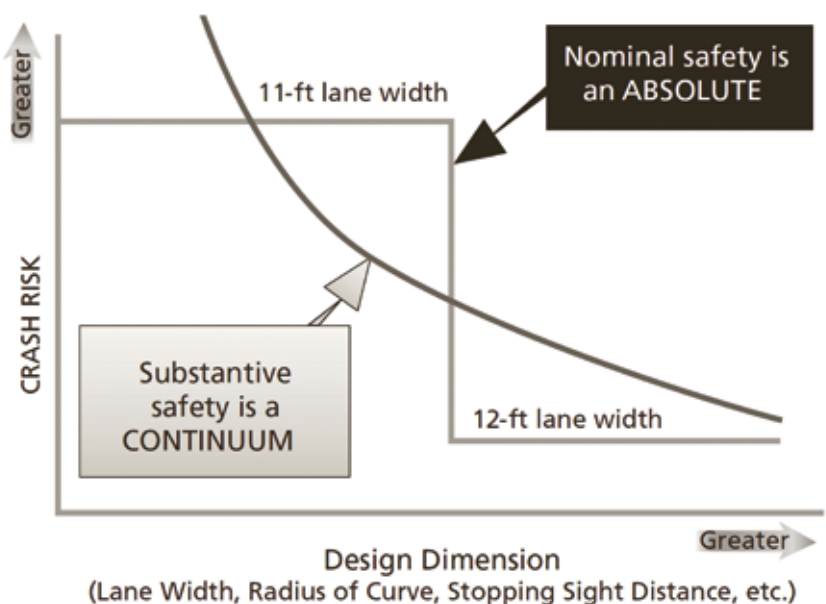 Greater
CRASH RISK
11-ft lane width
Nominal safety is
an ABSOLUTE
Substantive
safety is a
CONTINUUM
12-ft lane width
Greater
Design Dimension
(Lane Width, Radius of Curve, Stopping Sight Distance, etc.)